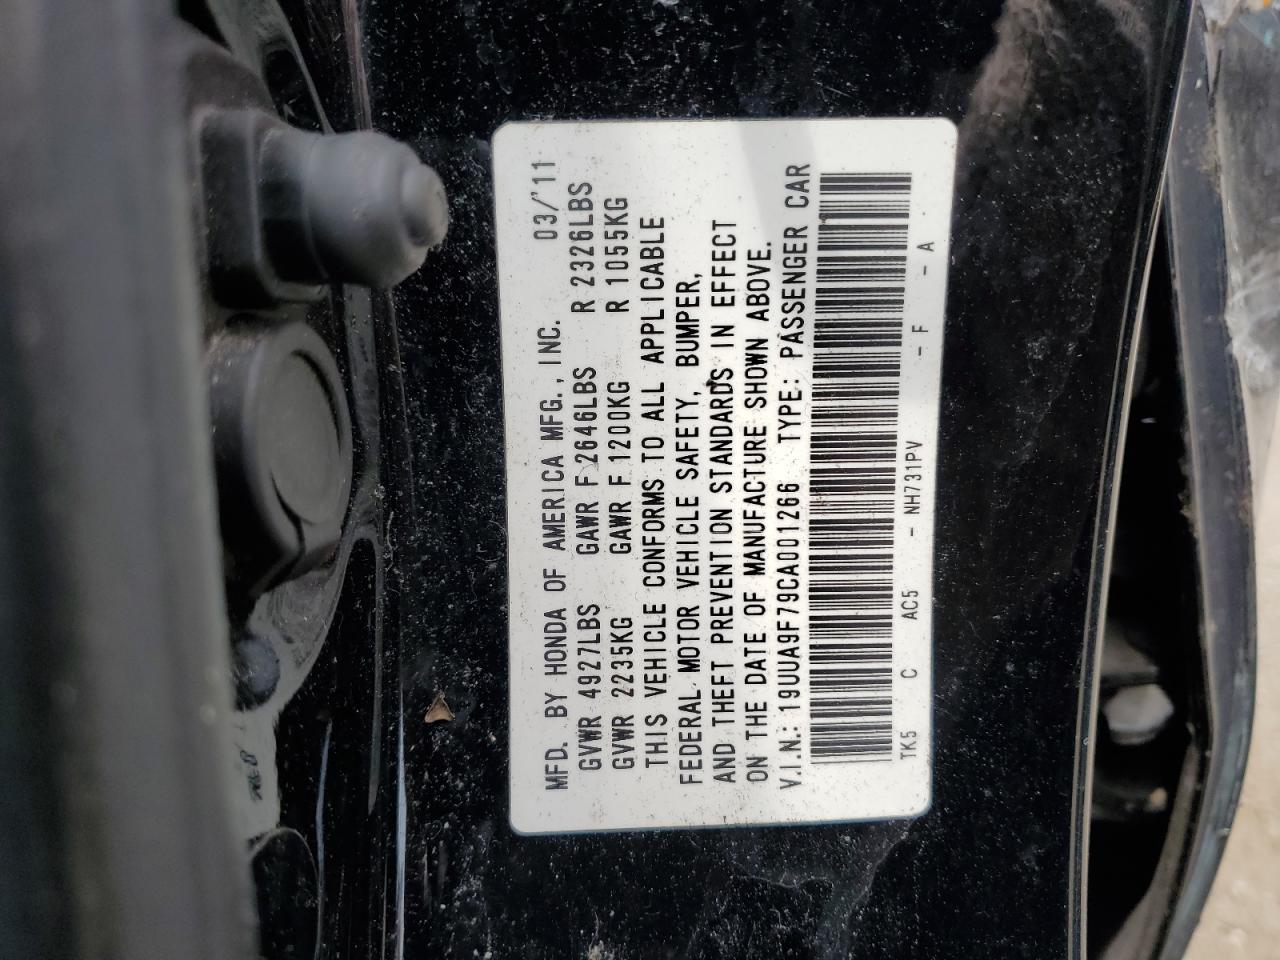 MFD. BY HONDA OF AMERICA MFG., INC. 03/'11
GVWR 4927LBS GAWR F 2646LBS R 2326LBS
GVWR 2235KG GAWR F 1200KG R 1055KG
THIS VEHICLE CONFORMS TO ALL APPLICABLE
FEDERAL MOTOR VEHICLE SAFETY, BUMPER,
AND THEFT PREVENTION STANDARDS IN EFFECT
ON THE DATE OF MANUFACTURE SHOWN ABOVE.
V.I.N.: 19UUA9F79CA001266 TYPE: PASSENGER CAR
TK5 C AC5 - NH731PV - F - A